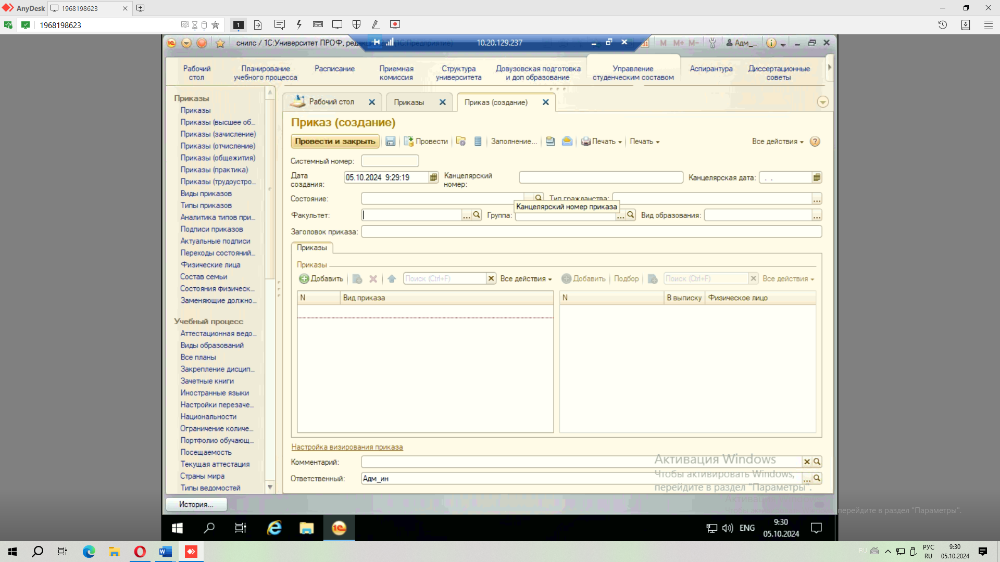 AnyDesk
1968198623
1968198623
1
снилс / 1С:Университет ПРОФ, редакц
(1С:Предприятие)
10.20.129.237
31
M M+ M-
Адм_...
Рабочий стол
Планирование учебного процесса
Расписание
Приемная комиссия
Структура университета
Довузовская подготовка и доп образование
Управление студенческим составом
Аспирантура
Диссертационные советы
Приказы
Приказы
Приказы (высшее об...
Приказы (зачисление)
Приказы (отчисление)
Приказы (общежития)
Приказы (практика)
Приказы (трудоустро...
Виды приказов
Типы приказов
Аналитика типов при...
Подписи приказов
Актуальные подписи
Переходы состояний...
Физические лица
Состав семьи
Состояния физическ...
Заменяющие должно...
Учебный процесс
Аттестационная ведо...
Виды образований
Все планы
Закрепление дисцип...
Зачетные книги
Иностранные языки
Настройки перезаче...
Национальности
Ограничение количе...
Портфолио обучающ...
Посещаемость
Текущая аттестация
Страны мира
Типы ведомостей
Рабочий стол
Приказы
Приказ (создание)
Приказ (создание)
Провести и закрыть
Провести
Заполнение...
Печать
Печать
Все действия
Системный номер:
Дата создания:
05.10.2024 9:29:19
Канцелярский номер:
Канцелярская дата:
. .
Состояние:
Тип гражданства:
Канцелярский номер приказа
Факультет:
Группа:
Вид образования:
Заголовок приказа:
Приказы
Приказы
Добавить
Поиск (Ctrl+F)
Все действия
Добавить
Подбор
Поиск (Ctrl+F)
Все действия
N
Вид приказа
N
В выписку
Физическое лицо
Настройка визирования приказа
Комментарий:
Ответственный:
Адм_ин
Активация Windows
Чтобы активировать Windows,
перейдите в раздел "Параметры".
История...
перейдите в раздел "Параметры".
ENG
9:30
05.10.2024
RU
РУС
RU
9:30
05.10.2024